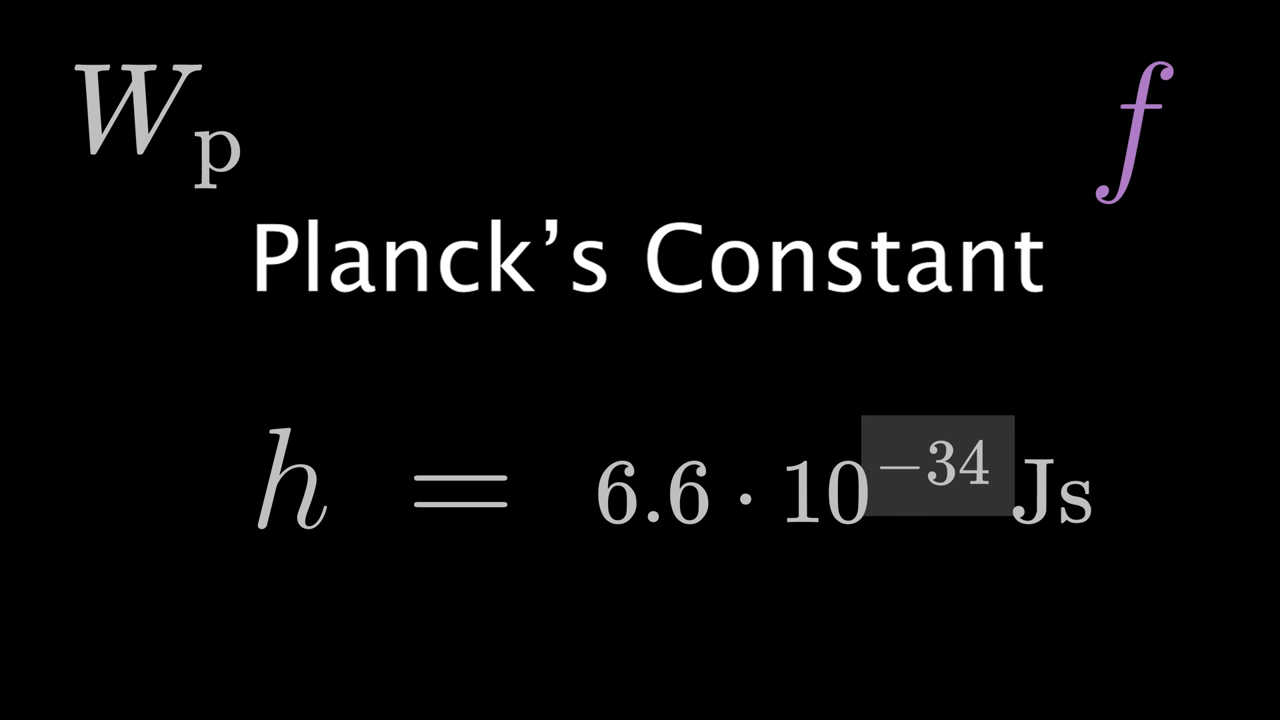 Wₚ f
Planck’s Constant
h = 6.6 · 10⁻³⁴ Js